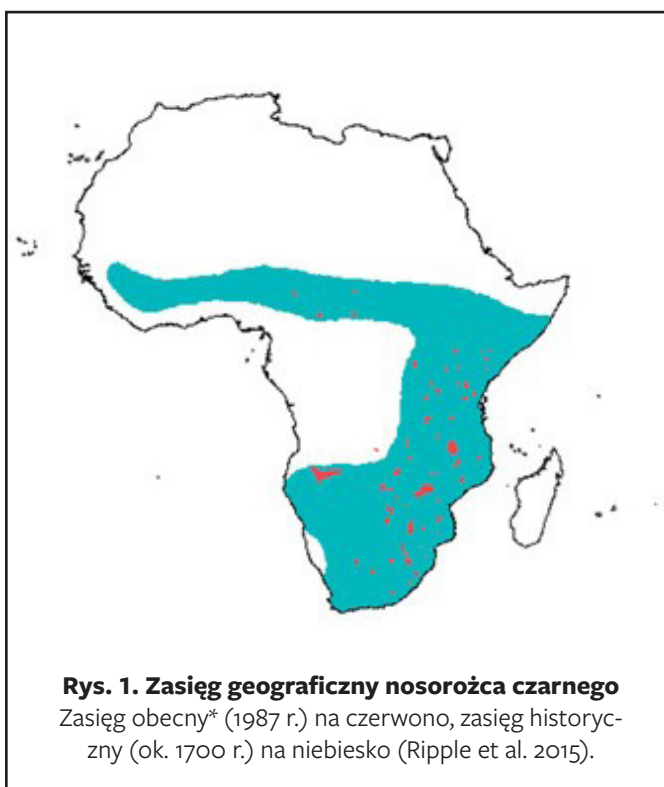 Rys. 1. Zasięg geograficzny nosorożca czarnego
Zasięg obecny* (1987 r.) na czerwono, zasięg historycz-
zny (ok. 1700 r.) na niebiesko (Ripple et al. 2015).